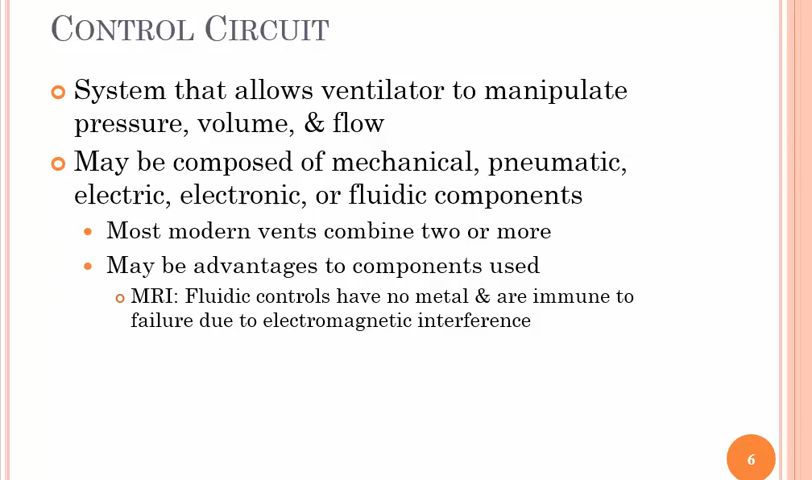 CONTROL CIRCUIT
System that allows ventilator to manipulate
pressure, volume, & flow
May be composed of mechanical, pneumatic,
electric, electronic, or fluidic components
Most modern vents combine two or more
May be advantages to components used
MRI: Fluidic controls have no metal & are immune to
failure due to electromagnetic interference
6